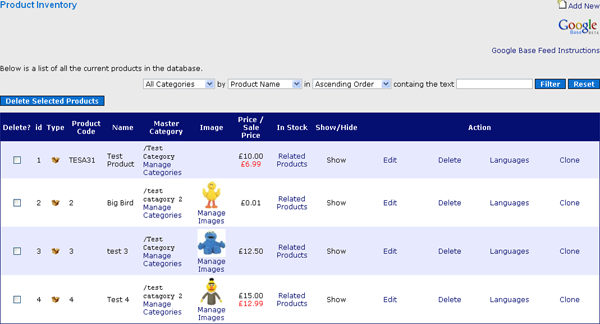 Product Inventory
Add New
Google
Base BETA
Google Base Feed Instructions
Below is a list of all the current products in the database.
All Categories by Product Name in Ascending Order containg the text Filter Reset
Delete Selected Products
Delete? id Type Product Code Name Master Category Image Price / Sale Price In Stock Show/Hide Action
1 TESA31 Test Product /Test Category Manage Categories £10.00 £6.99 Related Products Show Edit Delete Languages Clone
2 2 Big Bird /test catagory 2 Manage Categories Manage Images £0.01 Related Products Show Edit Delete Languages Clone
3 3 test 3 /Test Category Manage Categories Manage Images £12.50 Related Products Show Edit Delete Languages Clone
4 4 Test 4 /test catagory 2 Manage Categories Manage Images £15.00 £12.99 Related Products Show Edit Delete Languages Clone